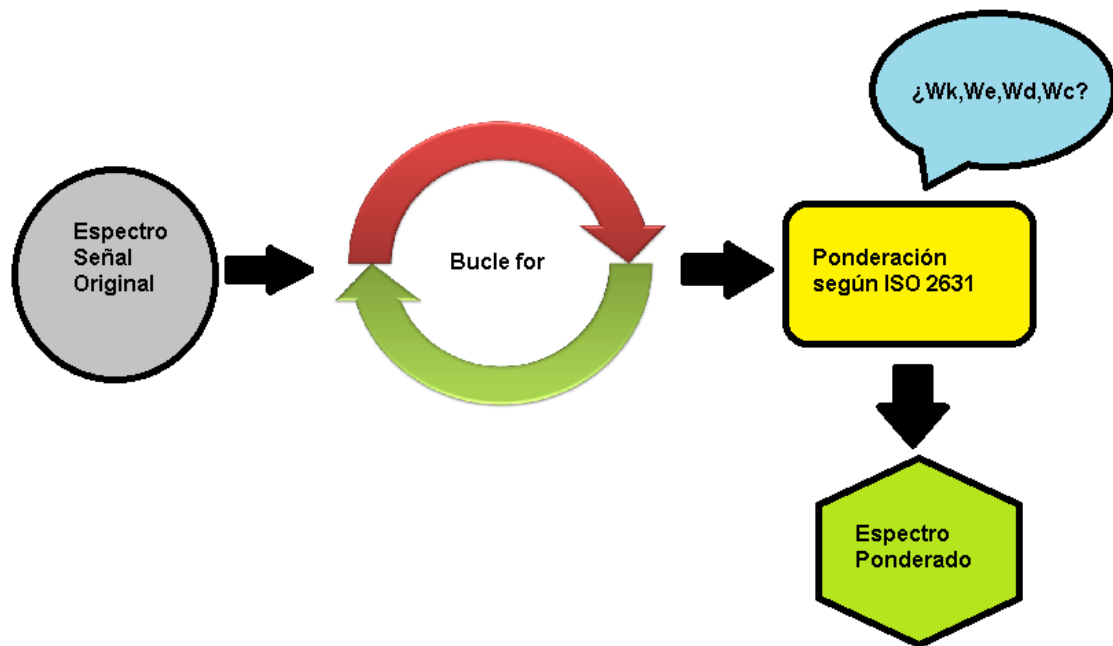 ¿Wk,We,Wd,Wc?
Espectro
Señal
Original
Bucle for
Ponderación
según ISO 2631
Espectro
Ponderado